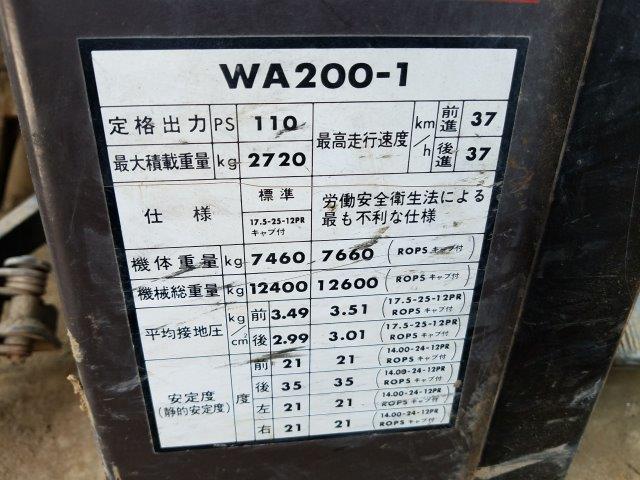 WA200-1
定格出力 PS 110 最高走行速度 km/h 前進 37
最大積載重量 kg 2720 後進 37
仕様 標準 17.5-25-12PR キャブ付 労働安全衛生法による最も不利な仕様
機体重量 kg 7460 7660 (ROPS キャブ付)
機械総重量 kg 12400 12600 (ROPS キャブ付)
平均接地圧 kg/cm 前 3.49 3.51 (17.5-25-12PR ROPS キャブ付)
後 2.99 3.01 (17.5-25-12PR ROPS キャブ付)
安定度 (静的安定度) 度 前 21 21 (14.00-24-12PR ROPS キャブ付)
後 35 35 (14.00-24-12PR ROPS キャブ付)
左 21 21 (14.00-24-12PR ROPS キャブ付)
右 21 21 (14.00-24-12PR ROPS キャブ付)